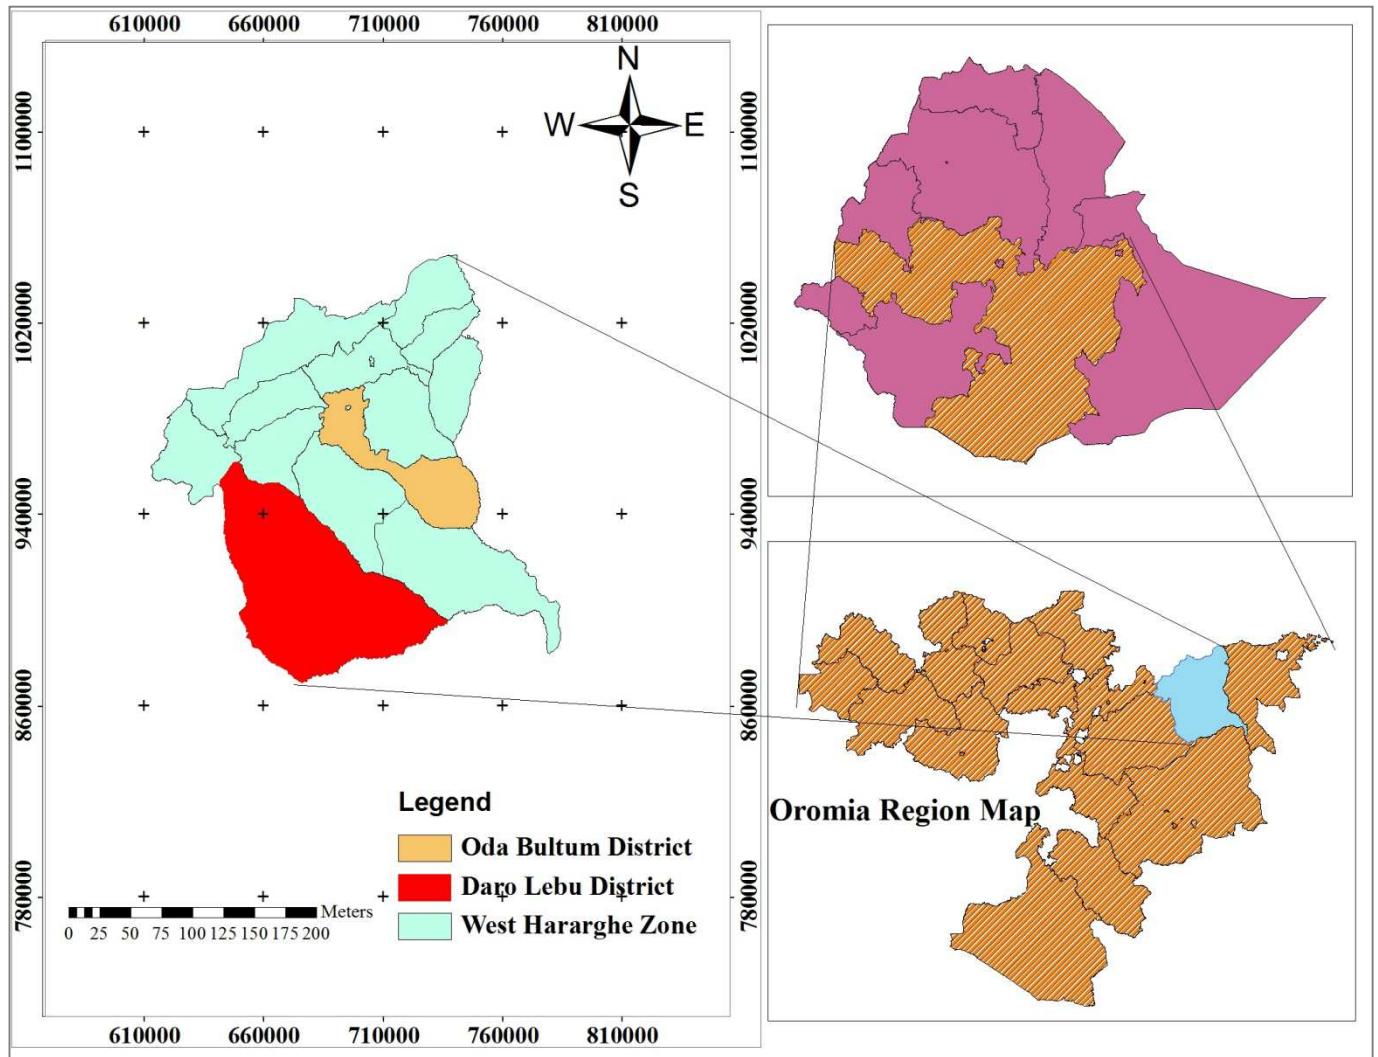 610000 660000 710000 760000 810000
N
W E
S
1100000 1100000
1020000 1020000
940000 940000
860000 860000
780000 780000
Legend
Oda Bultum District
Daro Lebu District
West Hararghe Zone
Meters
0 25 50 75 100 125 150 175 200
610000 660000 710000 760000 810000
Oromia Region Map